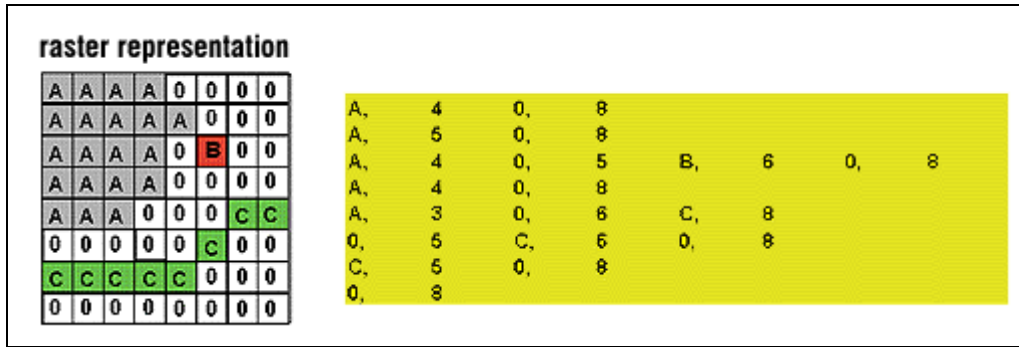 raster representation
A A A A 0 0 0 0
A A A A A 0 0 0
A A A A 0 B 0 0
A A A A 0 0 0 0
A A A 0 0 0 C C
0 0 0 0 0 C 0 0
C C C C C 0 0 0
0 0 0 0 0 0 0 0
A, 4 0, 8
A, 5 0, 8
A, 4 0, 5 B, 6 0, 8
A, 4 0, 8
A, 3 0, 6 C, 8
0, 5 C, 6 0, 8
C, 5 0, 8
0, 8